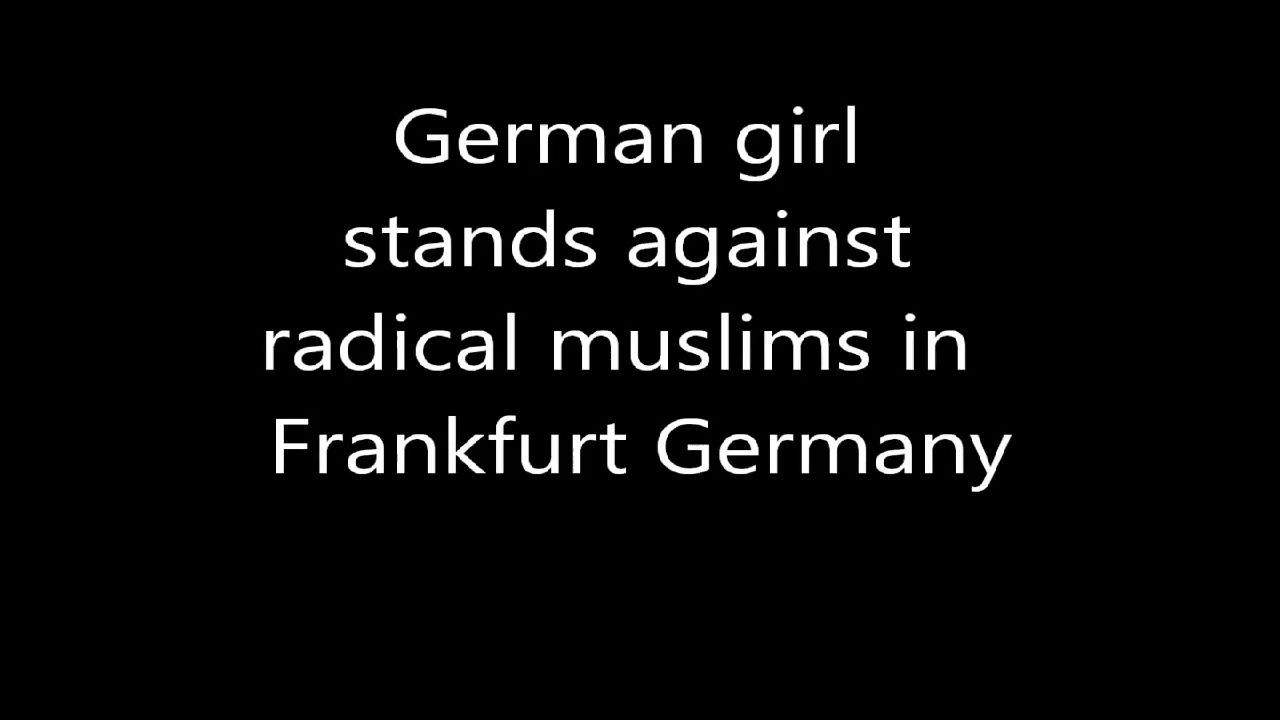 German girl
stands against
radical muslims in
Frankfurt Germany